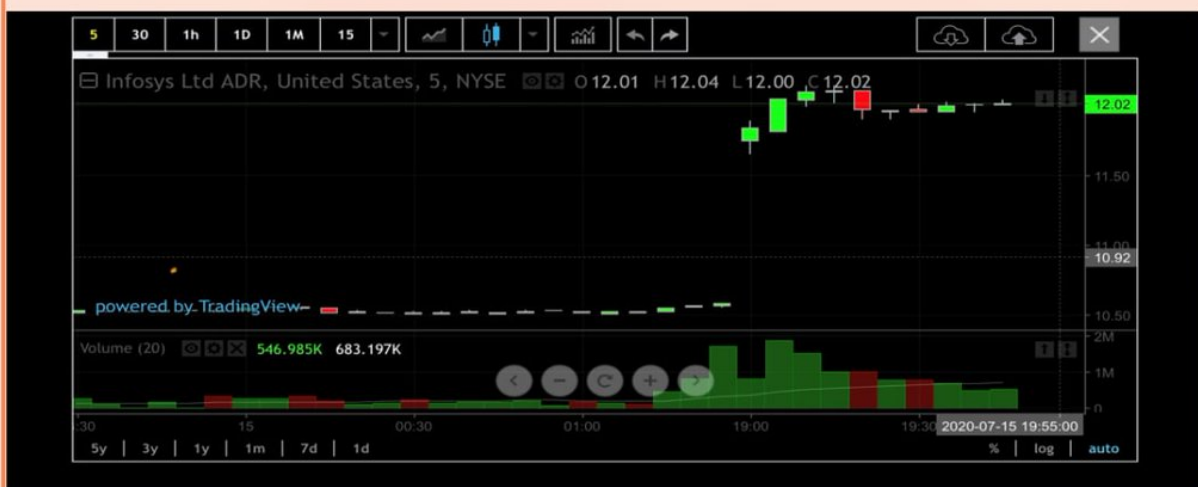 5 30 1h 1D 1M 15
Infosys Ltd ADR, United States, 5, NYSE O 12.01 H 12.04 L 12.00 C 12.02
12.02
11.50
11.00
10.92
powered by TradingView
10.50
Volume (20) 546.985K 683.197K
2M
1M
0
:30 15 00:30 01:00 19:00 19:30 2020-07-15 19:55:00
5y | 3y | 1y | 1m | 7d | 1d % | log | auto